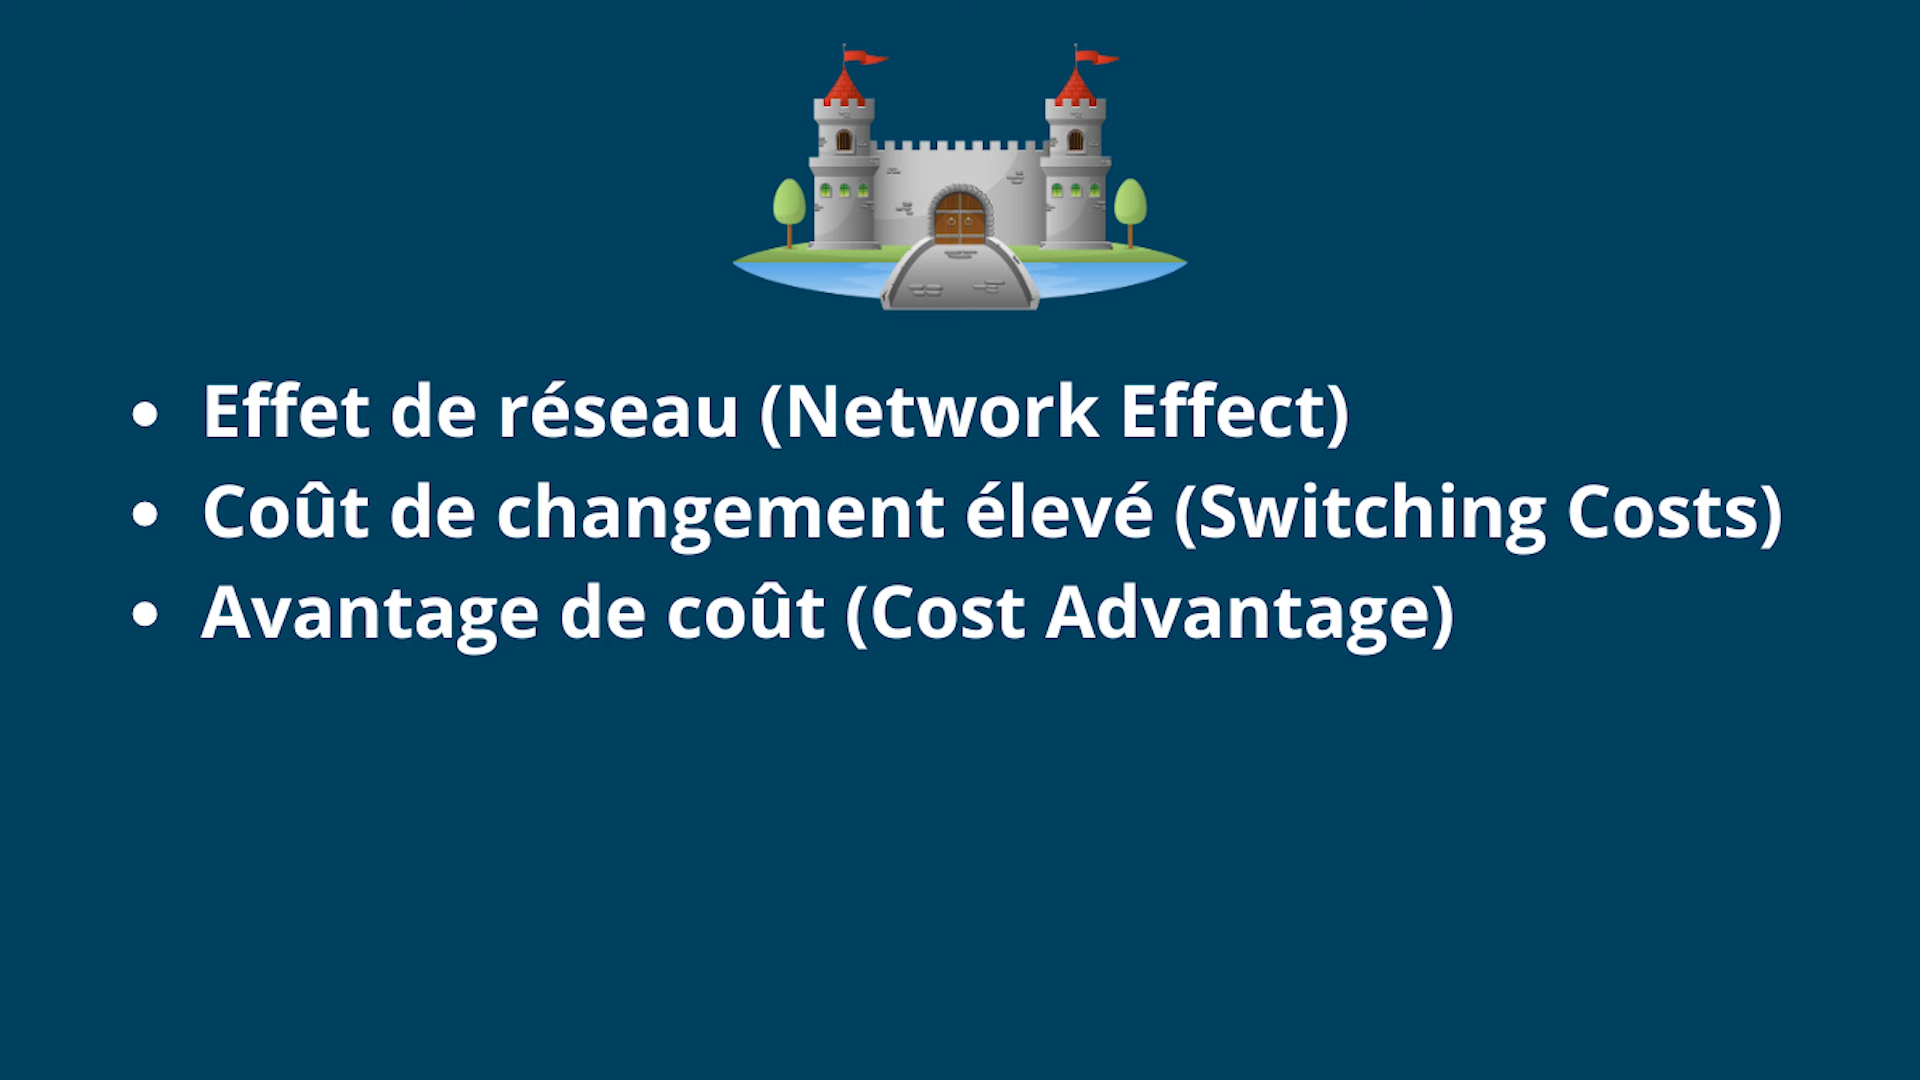 Effet de réseau (Network Effect)
Coût de changement élevé (Switching Costs)
Avantage de coût (Cost Advantage)